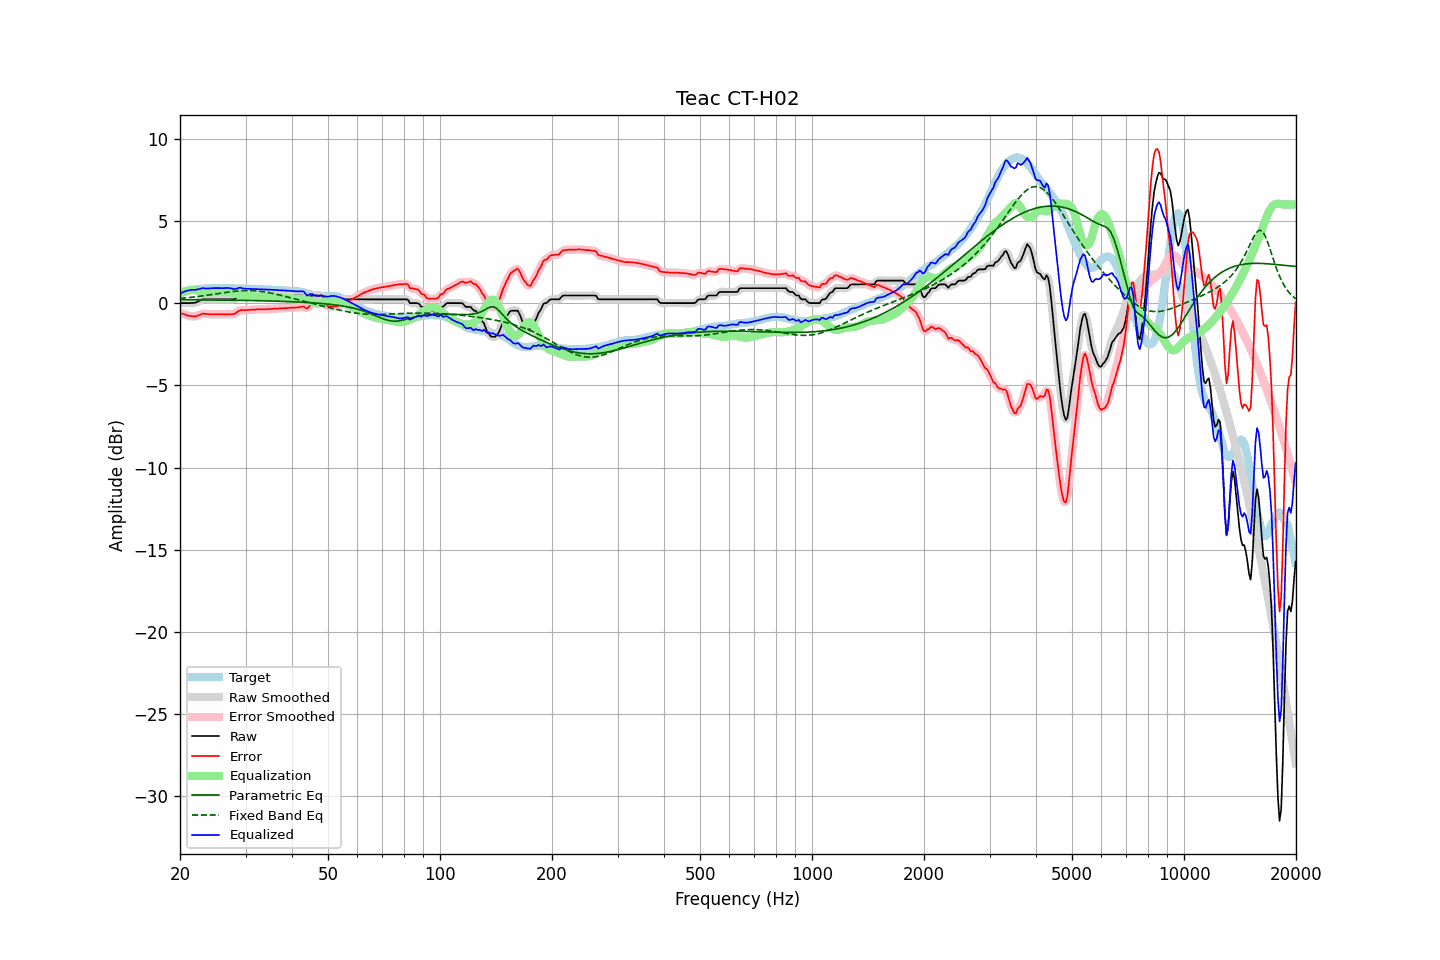 Teac CT-H02
10
5
0
−5
−10
−15
−20
−25
−30
Amplitude (dBr)
Target
Raw Smoothed
Error Smoothed
Raw
Error
Equalization
Parametric Eq
Fixed Band Eq
Equalized
20 50 100 200 500 1000 2000 5000 10000 20000
Frequency (Hz)